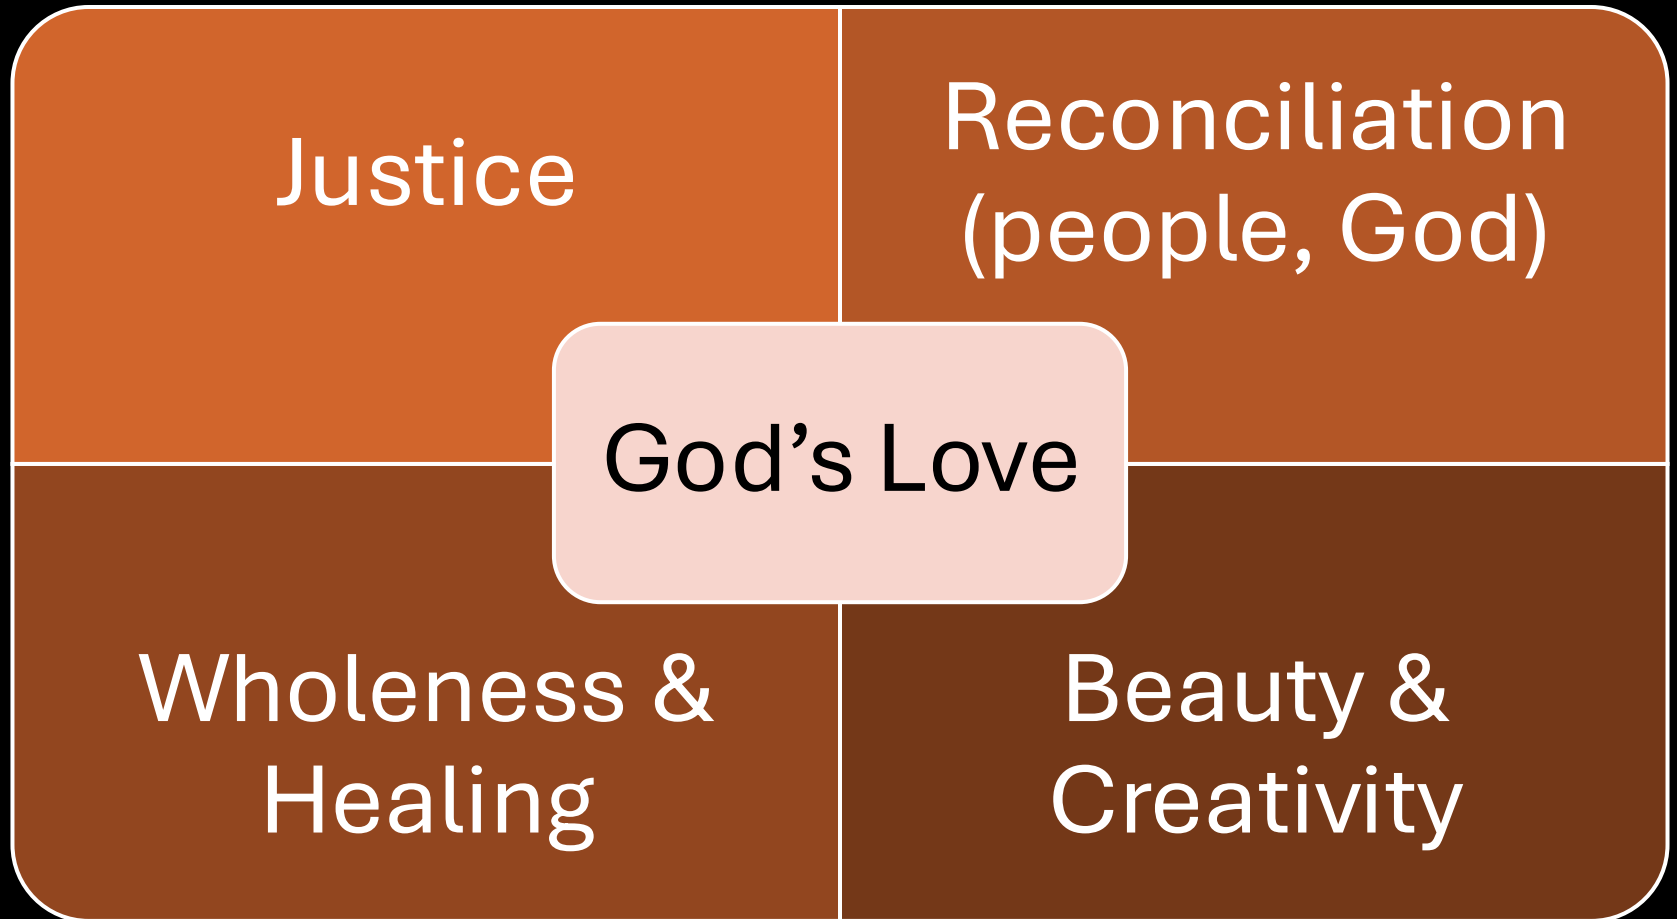 Justice
Reconciliation
(people, God)
God’s Love
Wholeness &
Healing
Beauty &
Creativity